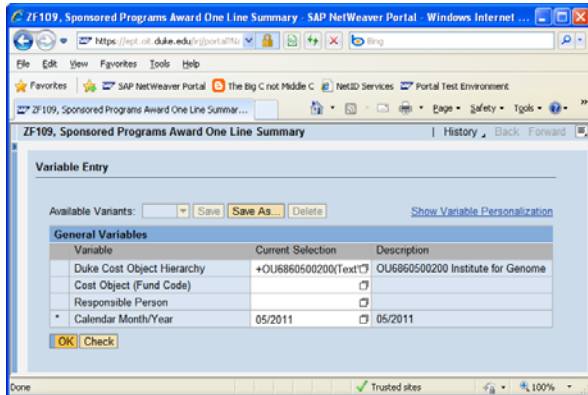 ZF109, Sponsored Programs Award One Line Summary - SAP NetWeaver Portal - Windows Internet ...
https://ept.oit.duke.edu/irj/portal
Bing
File Edit View Favorites Tools Help
Favorites SAP NetWeaver Portal The Big C not Middle C NetID Services Portal Test Environment
ZF109, Sponsored Programs Award One Line Summar... Page Safety Tools
ZF109, Sponsored Programs Award One Line Summary | History Back Forward
Variable Entry
Available Variants: Save Save As... Delete Show Variable Personalization
General Variables
Variable Current Selection Description
Duke Cost Object Hierarchy +OU6860500200(Text' OU6860500200 Institute for Genome
Cost Object (Fund Code)
Responsible Person
* Calendar Month/Year 05/2011 05/2011
OK Check
Done Trusted sites 100%